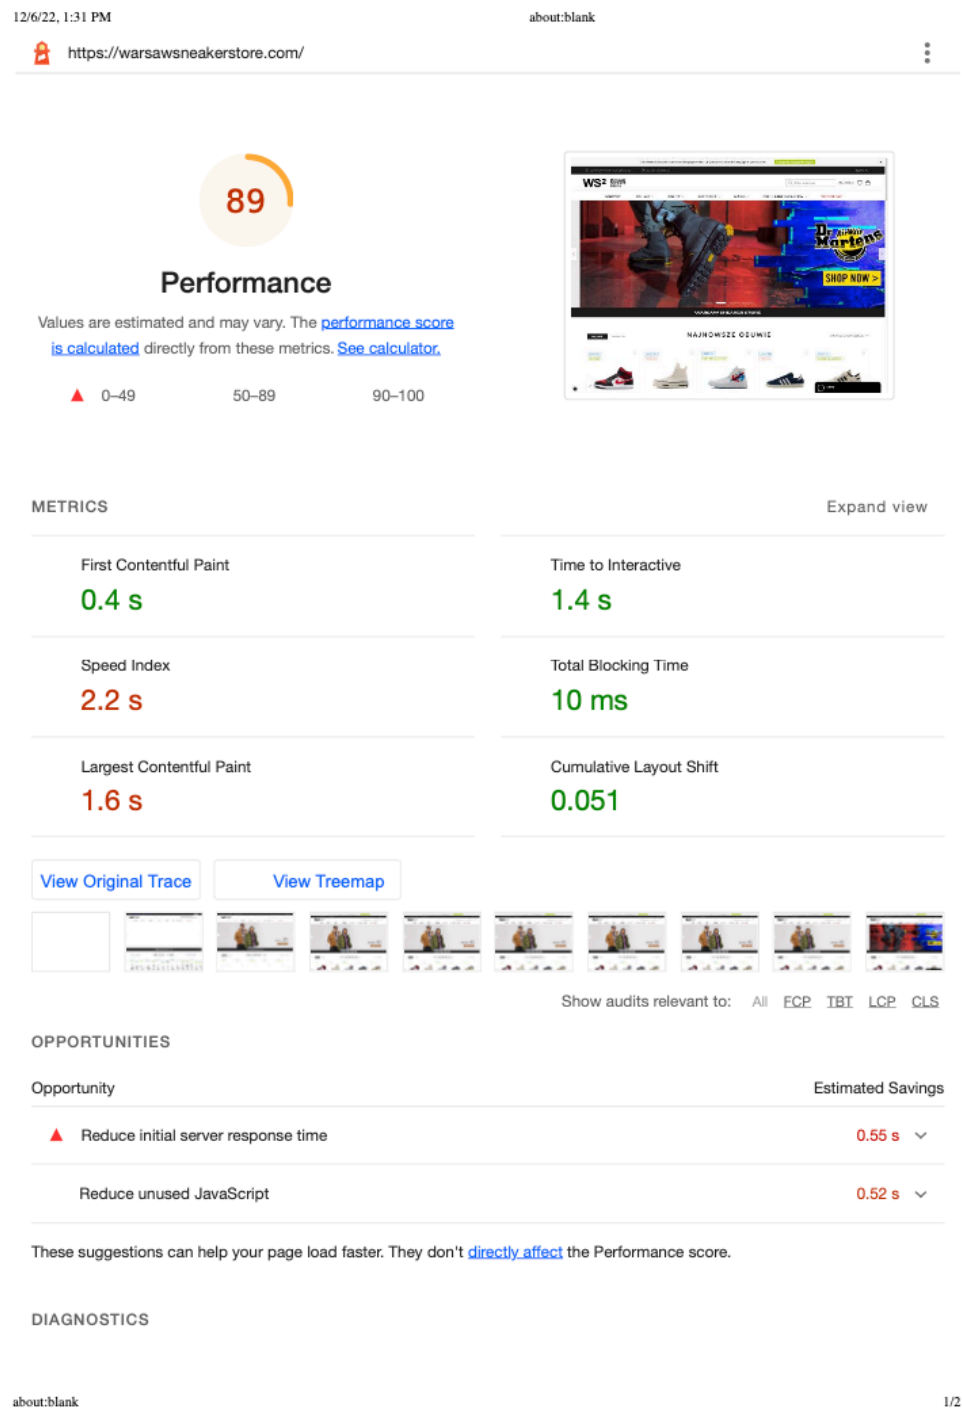 12/6/22, 1:31 PM
about:blank
https://warsawsneakerstore.com/
89
Performance
Values are estimated and may vary. The performance score
is calculated directly from these metrics. See calculator.
0–49
50–89
90–100
WS2
Dr. Martens
SHOP NOW >
WARSAW SNEAKER STORE
NAJNOWSZE OBUWIE
METRICS
Expand view
First Contentful Paint
0.4 s
Time to Interactive
1.4 s
Speed Index
2.2 s
Total Blocking Time
10 ms
Largest Contentful Paint
1.6 s
Cumulative Layout Shift
0.051
View Original Trace
View Treemap
Show audits relevant to: All FCP TBT LCP CLS
OPPORTUNITIES
Opportunity
Estimated Savings
Reduce initial server response time
0.55 s
Reduce unused JavaScript
0.52 s
These suggestions can help your page load faster. They don't directly affect the Performance score.
DIAGNOSTICS
about:blank
1/2